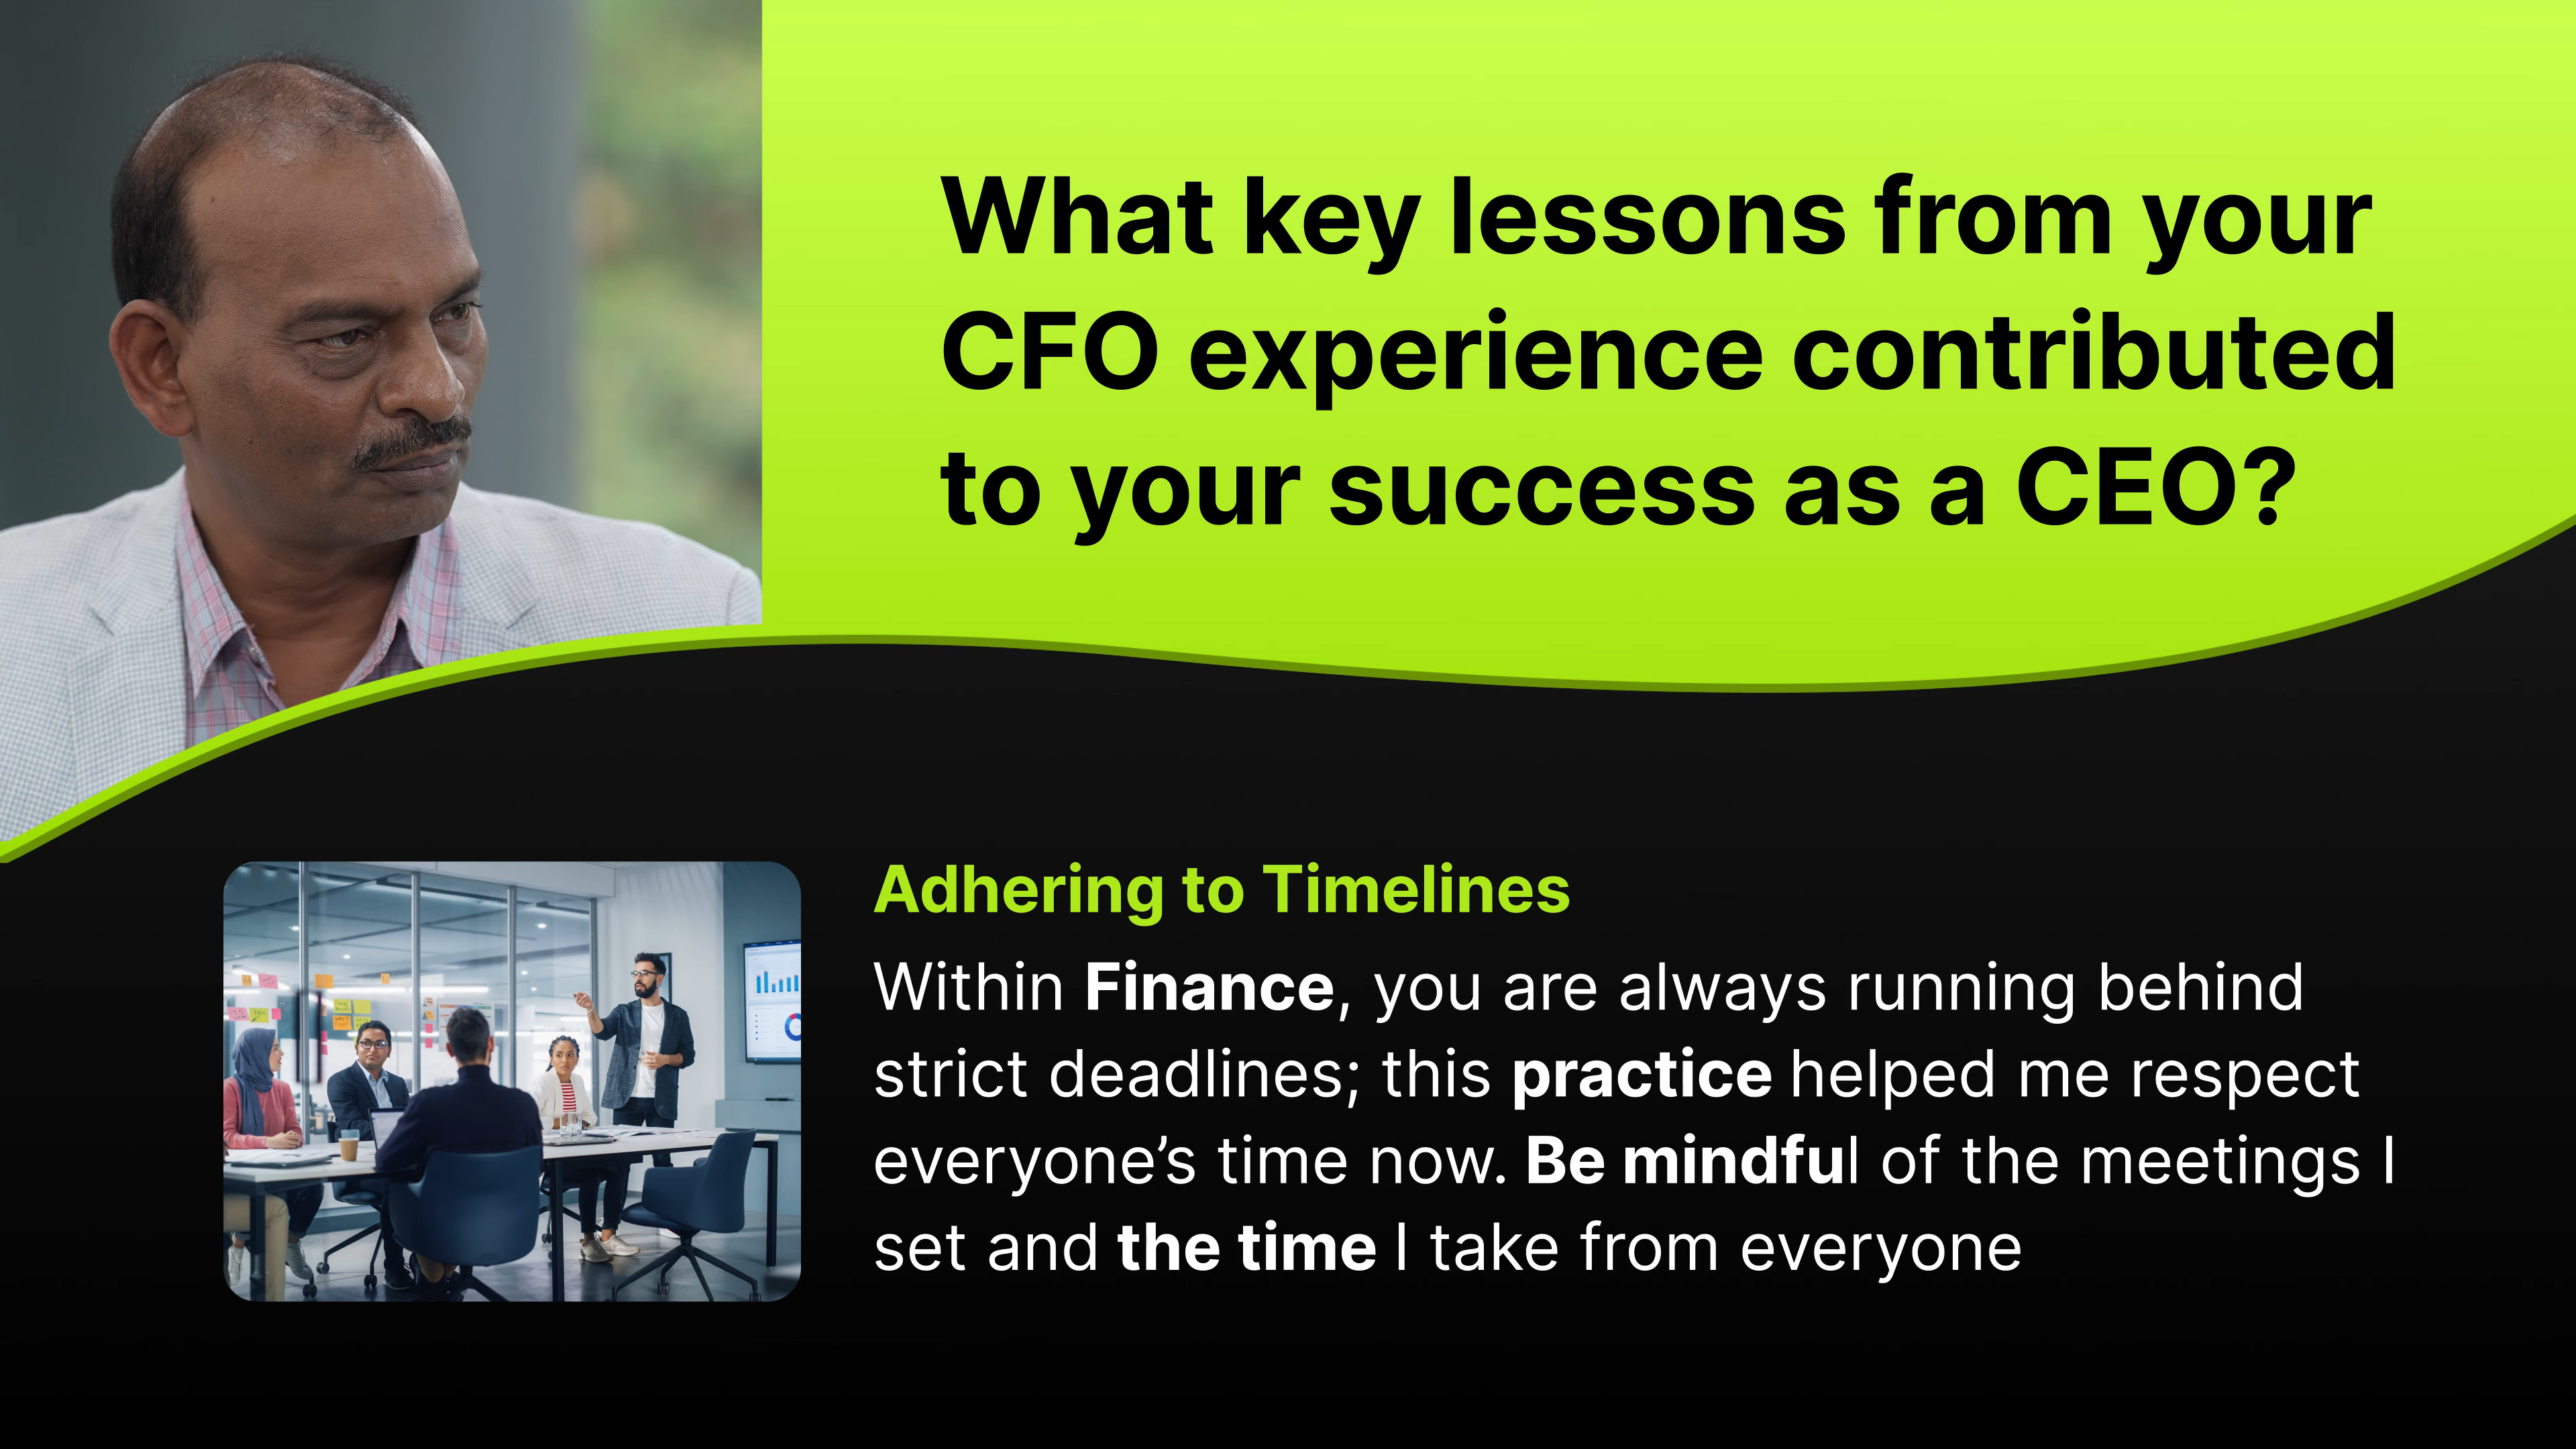 What key lessons from your
CFO experience contributed
to your success as a CEO?
Adhering to Timelines
Within Finance, you are always running behind
strict deadlines; this practice helped me respect
everyone’s time now. Be mindful of the meetings I
set and the time I take from everyone